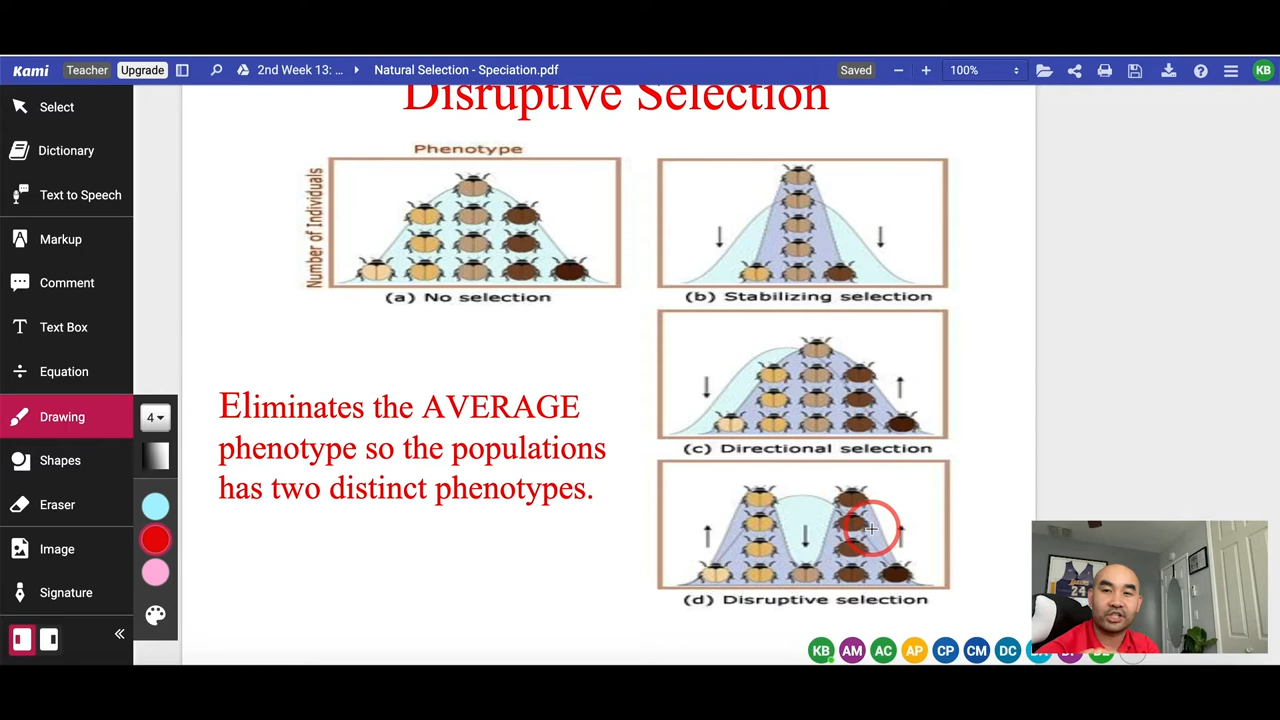 Kami
Teacher
Upgrade
2nd Week 13: ...
Natural Selection - Speciation.pdf
Saved
100%
KB
Select
Dictionary
Text to Speech
Markup
Comment
Text Box
Equation
Drawing
Shapes
Eraser
Image
Signature
4
Disruptive Selection
Phenotype
Number of Individuals
(a) No selection
(b) Stabilizing selection
(c) Directional selection
(d) Disruptive selection
Eliminates the AVERAGE
phenotype so the populations
has two distinct phenotypes.
24
KB AM AC AP CP CM DC